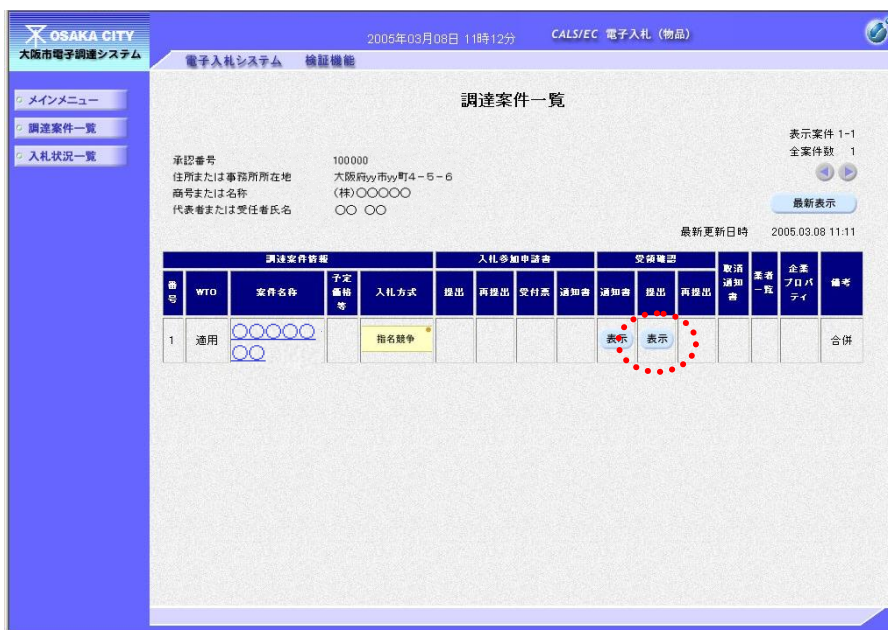 OSAKA CITY
大阪市電子調達システム
2005年03月08日 11時12分
CALS/EC 電子入札(物品)
電子入札システム 検証機能
メインメニュー
調達案件一覧
入札状況一覧
調達案件一覧
表示案件 1-1
全案件数 1
承認番号 100000
住所または事務所所在地 大阪府yy市yy町4-5-6
商号または名称 (株)○○○○○
代表者または受任者氏名 ○○ ○○
最新表示
最新更新日時 2005.03.08 11:11
調達案件情報 入札参加申請書 受領確認 取消通知書 業者一覧 企業プロパティ 備考
番号 WTO 案件名称 予定価格等 入札方式 提出 再提出 受付票 通知書 通知書 提出 再提出
1 適用 ○○○○○ 指名競争 表示 表示 合併
○○